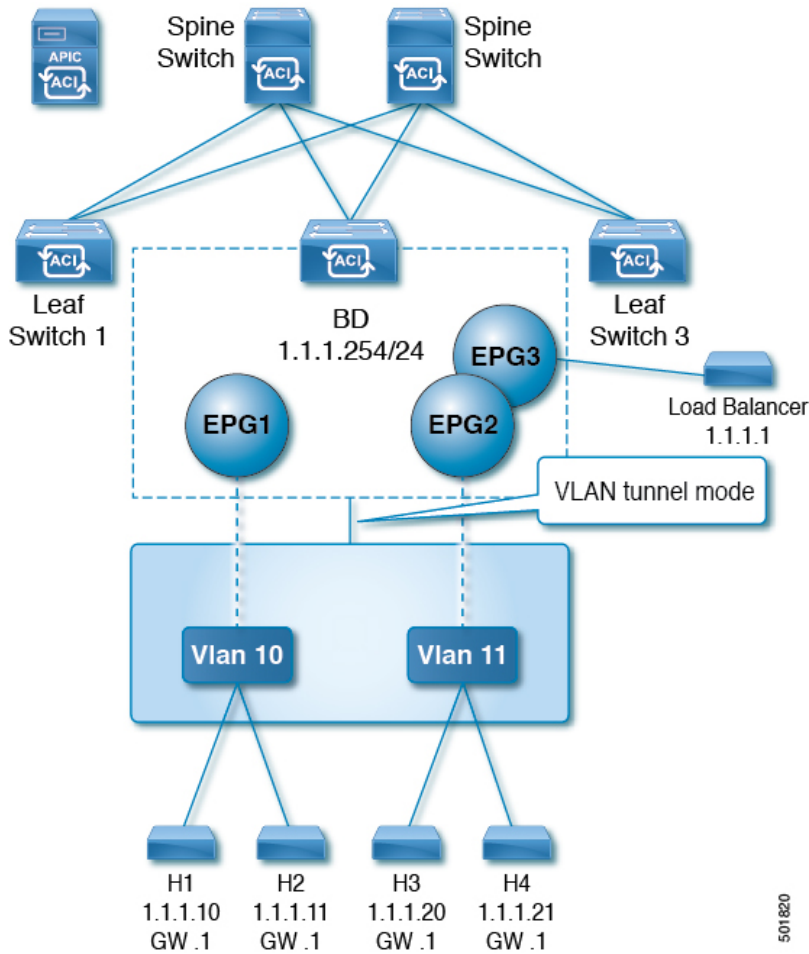 Spine
Switch
Spine
Switch
APIC
ACI
ACI
ACI
ACI
ACI
ACI
Leaf
Switch 1
BD
1.1.1.254/24
Leaf
Switch 3
EPG3
EPG1
EPG2
Load Balancer
1.1.1.1
VLAN tunnel mode
Vlan 10
Vlan 11
H1
1.1.1.10
GW .1
H2
1.1.1.11
GW .1
H3
1.1.1.20
GW .1
H4
1.1.1.21
GW .1
501820